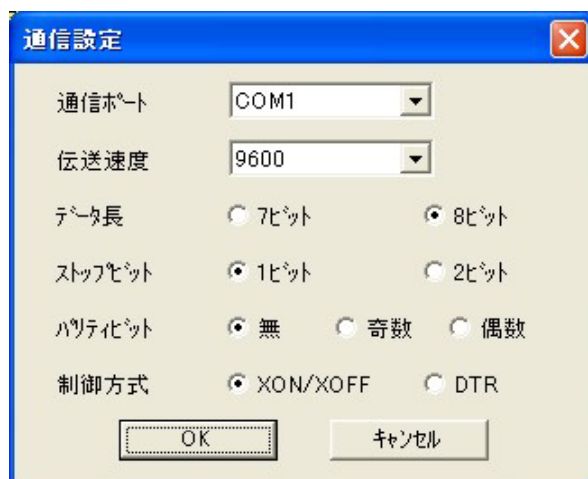 通信設定
通信ﾎﾟｰﾄ COM1
伝送速度 9600
ﾃﾞｰﾀ長 7ﾋﾞｯﾄ 8ﾋﾞｯﾄ
ｽﾄｯﾌﾟﾋﾞｯﾄ 1ﾋﾞｯﾄ 2ﾋﾞｯﾄ
ﾊﾟﾘﾃｨﾋﾞｯﾄ 無 奇数 偶数
制御方式 XON/XOFF DTR
OK ｷｬﾝｾﾙ